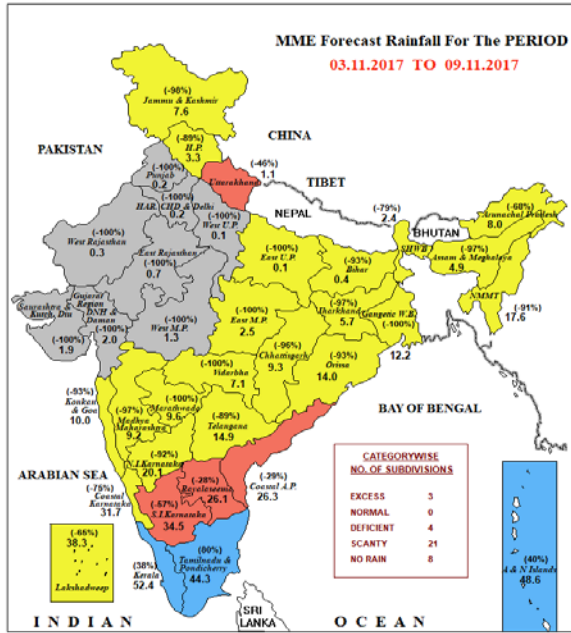 MME Forecast Rainfall For The PERIOD
03.11.2017 TO 09.11.2017
(-98%)
Jammu & Kashmir
7.6
(-89%)
H.P.
3.3
CHINA
PAKISTAN
(-100%)
Punjab
0.2
(-46%)
1.1
Uttarakhand
TIBET
(-100%)
HAR. CHD & Delhi
0.2
NEPAL
(-79%)
2.4
BHUTAN
(-68%)
Arunachal Pradesh
8.0
(-100%)
West Rajasthan
0.3
(-100%)
West U.P.
0.1
SHWB
(-97%)
Assam & Meghalaya
4.9
East Rajasthan
(-100%)
0.7
(-100%)
East U.P.
0.1
(-93%)
Bihar
0.4
NMMT
(-91%)
17.6
Saurashtra &
Kutch, Diu
(-100%)
1.9
Gujarat
Region
DNH &
Daman
(-100%)
2.0
(-100%)
West M.P.
1.3
(-100%)
East M.P.
2.5
(-97%)
Jharkhand
5.7
Gangetic W.B.
(-100%)
12.2
(-96%)
Chhattisgarh
9.3
(-93%)
Orissa
14.0
(-100%)
Vidarbha
7.1
(-93%)
Konkan
& Goa
10.0
(-97%)
Madhya
Maharashtra
9.2
(-100%)
Marathwada
9.6
(-89%)
Telangana
14.9
BAY OF BENGAL
ARABIAN SEA
(-92%)
N.I.Karnataka
20.1
(-75%)
Coastal
Karnataka
31.7
(-28%)
Rayalaseema
26.1
(-29%)
Coastal A.P.
26.3
(-57%)
S.I.Karnataka
34.5
CATEGORYWISE
NO. OF SUBDIVISIONS
EXCESS 3
NORMAL 0
DEFICIENT 4
SCANTY 21
NO RAIN 8
(-65%)
38.3
Lakshadweep
(38%)
Kerala
52.4
(80%)
Tamilnadu &
Pondicherry
44.3
(40%)
A & N Islands
48.6
SRI
LANKA
INDIAN OCEAN